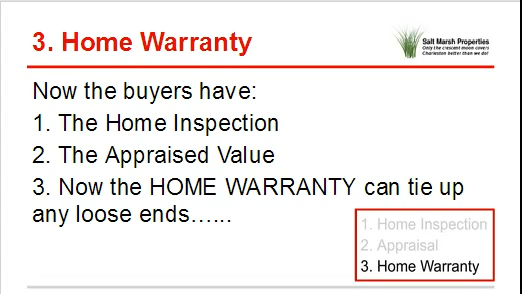 3. Home Warranty
Salt Marsh Properties
Only the crescent moon covers
Charleston better than we do!
Now the buyers have:
1. The Home Inspection
2. The Appraised Value
3. Now the HOME WARRANTY can tie up
any loose ends…...
1. Home Inspection
2. Appraisal
3. Home Warranty